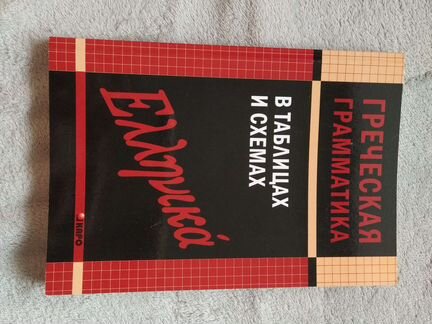 ГРЕЧЕСКАЯ
ГРАММАТИКА
В ТАБЛИЦАХ
И СХЕМАХ
Ελληνικά
КАРО